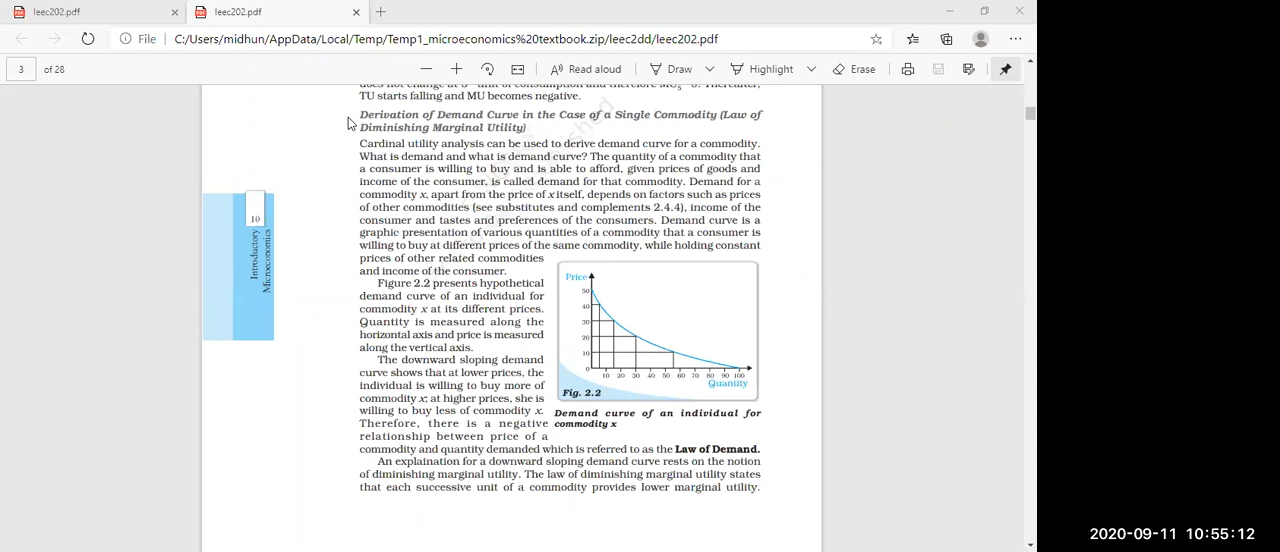 leec202.pdf
leec202.pdf
File
C:/Users/midhun/AppData/Local/Temp/Temp1_microeconomics%20textbook.zip/leec2dd/leec202.pdf
3 of 28
Read aloud
Draw
Highlight
Erase
does not change at 5 unit of consumption and therefore MU5
TU starts falling and MU becomes negative.
Derivation of Demand Curve in the Case of a Single Commodity (Law of
Diminishing Marginal Utility)
Cardinal utility analysis can be used to derive demand curve for a commodity.
What is demand and what is demand curve? The quantity of a commodity that
a consumer is willing to buy and is able to afford, given prices of goods and
income of the consumer, is called demand for that commodity. Demand for a
commodity x, apart from the price of x itself, depends on factors such as prices
of other commodities (see substitutes and complements 2.4.4), income of the
consumer and tastes and preferences of the consumers. Demand curve is a
graphic presentation of various quantities of a commodity that a consumer is
willing to buy at different prices of the same commodity, while holding constant
prices of other related commodities
and income of the consumer.
Figure 2.2 presents hypothetical
demand curve of an individual for
commodity x at its different prices.
Quantity is measured along the
horizontal axis and price is measured
along the vertical axis.
The downward sloping demand
curve shows that at lower prices, the
individual is willing to buy more of
commodity x; at higher prices, she is
willing to buy less of commodity x.
Therefore, there is a negative
relationship between price of a
commodity and quantity demanded which is referred to as the Law of Demand.
An explaination for a downward sloping demand curve rests on the notion
of diminishing marginal utility. The law of diminishing marginal utility states
that each successive unit of a commodity provides lower marginal utility.
Price
50
40
30
20
10
0
10 20 30 40 50 60 70 80 90 100
Quantity
Fig. 2.2
Demand curve of an individual for
commodity x
10
Introductory
Microeconomics
2020-09-11 10:55:12